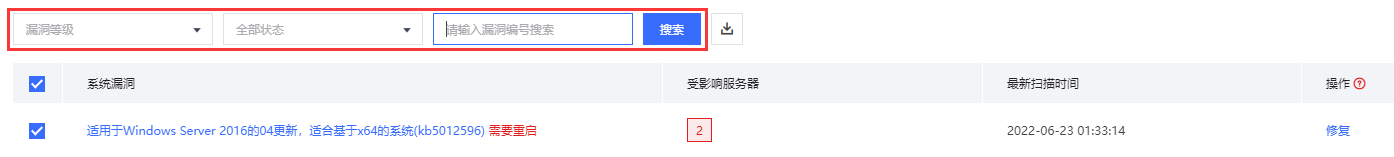 漏洞等级 全部状态 请输入漏洞编号搜索 搜索
系统漏洞 受影响服务器 最新扫描时间 操作
适用于Windows Server 2016的04更新，适合基于x64的系统(kb5012596) 需要重启 2 2022-06-23 01:33:14 修复